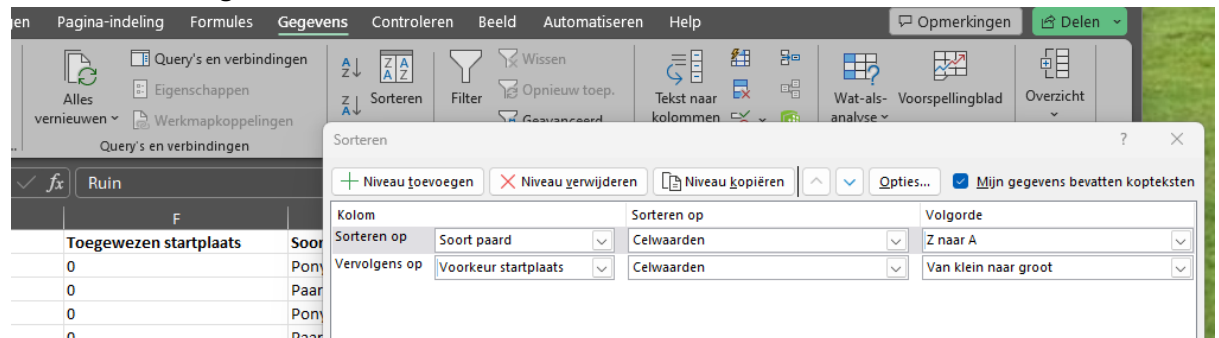 Pagina-indeling Formules Gegevens Controleren Beeld Automatiseren Help Opmerkingen Delen
Query's en verbindingen Wissen
Eigenschappen Opnieuw toep.
Alles vernieuwen Werkmapkoppelingen Sorteren Filter Geavanceerd Tekst naar kolommen Wat-als-analyse Voorspellingblad Overzicht
Query's en verbindingen
Sorteren ? ×
Niveau toevoegen Niveau verwijderen Niveau kopiëren Opties... Mijn gegevens bevatten kopteksten
fx Ruin
Kolom Sorteren op Volgorde
F
Sorteren op Soort paard Celwaarden Z naar A
Toegewezen startplaats
Vervolgens op Voorkeur startplaats Celwaarden Van klein naar groot
0
0
0
0